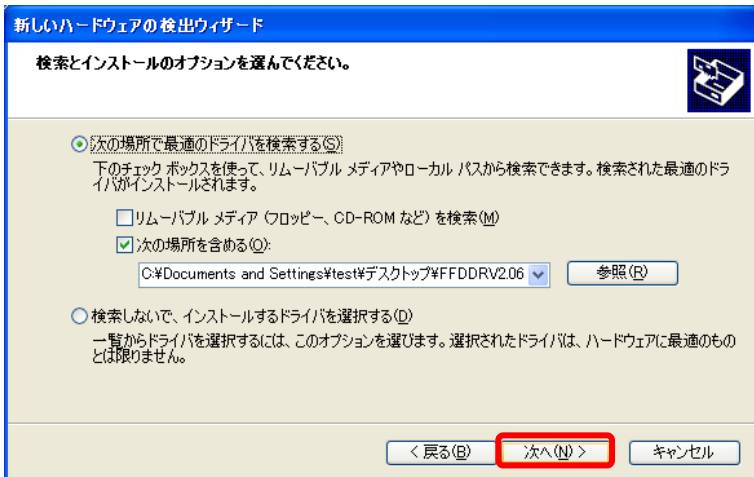 新しいハードウェアの検出ウィザード
検索とインストールのオプションを選んでください。
次の場所で最適のドライバを検索する(S)
下のチェック ボックスを使って、リムーバブル メディアやローカル パスから検索できます。検索された最適のドラ
イバがインストールされます。
リムーバブル メディア (フロッピー、CD-ROM など) を検索(M)
次の場所を含める(O):
C:¥Documents and Settings¥test¥デスクトップ¥FFDDRV2.06
参照(R)
検索しないで、インストールするドライバを選択する(D)
一覧からドライバを選択するには、このオプションを選びます。選択されたドライバは、ハードウェアに最適のもの
とは限りません。
< 戻る(B) 次へ(N) > キャンセル